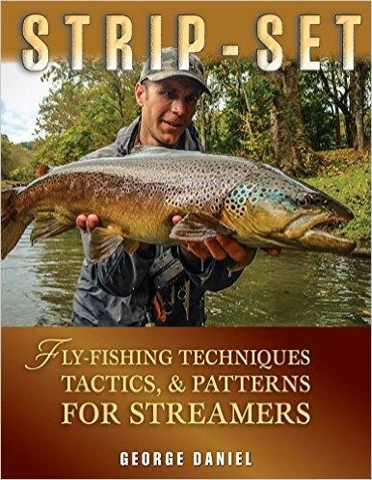 STRIP-SET
FLY-FISHING TECHNIQUES
TACTICS, & PATTERNS
FOR STREAMERS
GEORGE DANIEL